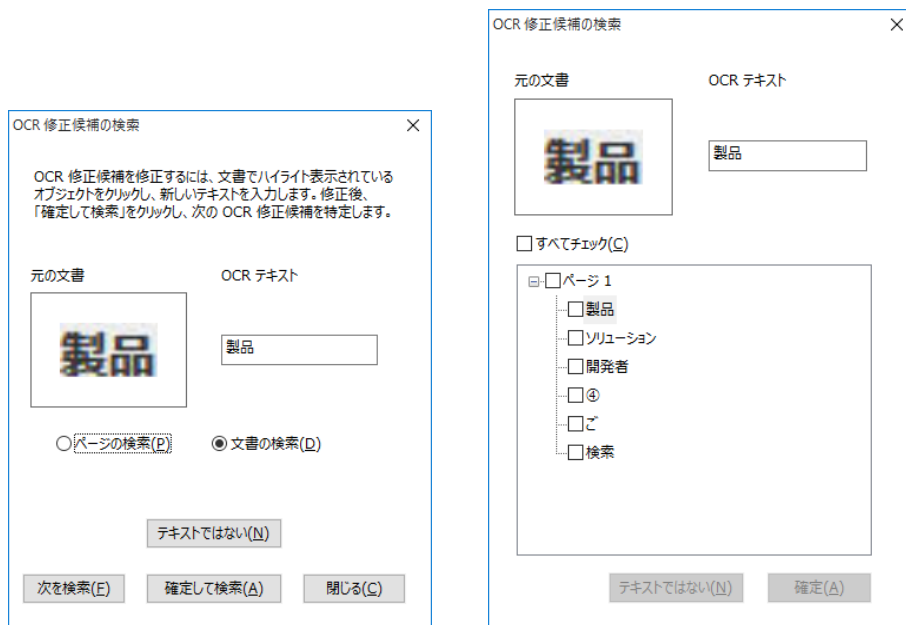 OCR 修正候補の検索
OCR 修正候補を修正するには、文書でハイライト表示されている
オブジェクトをクリックし、新しいテキストを入力します。修正後、
「確定して検索」をクリックし、次の OCR 修正候補を特定します。
元の文書
OCR テキスト
製品
製品
ページの検索(P)
文書の検索(D)
テキストではない(N)
次を検索(F)
確定して検索(A)
閉じる(C)
OCR 修正候補の検索
元の文書
OCR テキスト
製品
製品
すべてチェック(C)
ページ 1
製品
ソリューション
開発者
④
ご
検索
テキストではない(N)
確定(A)